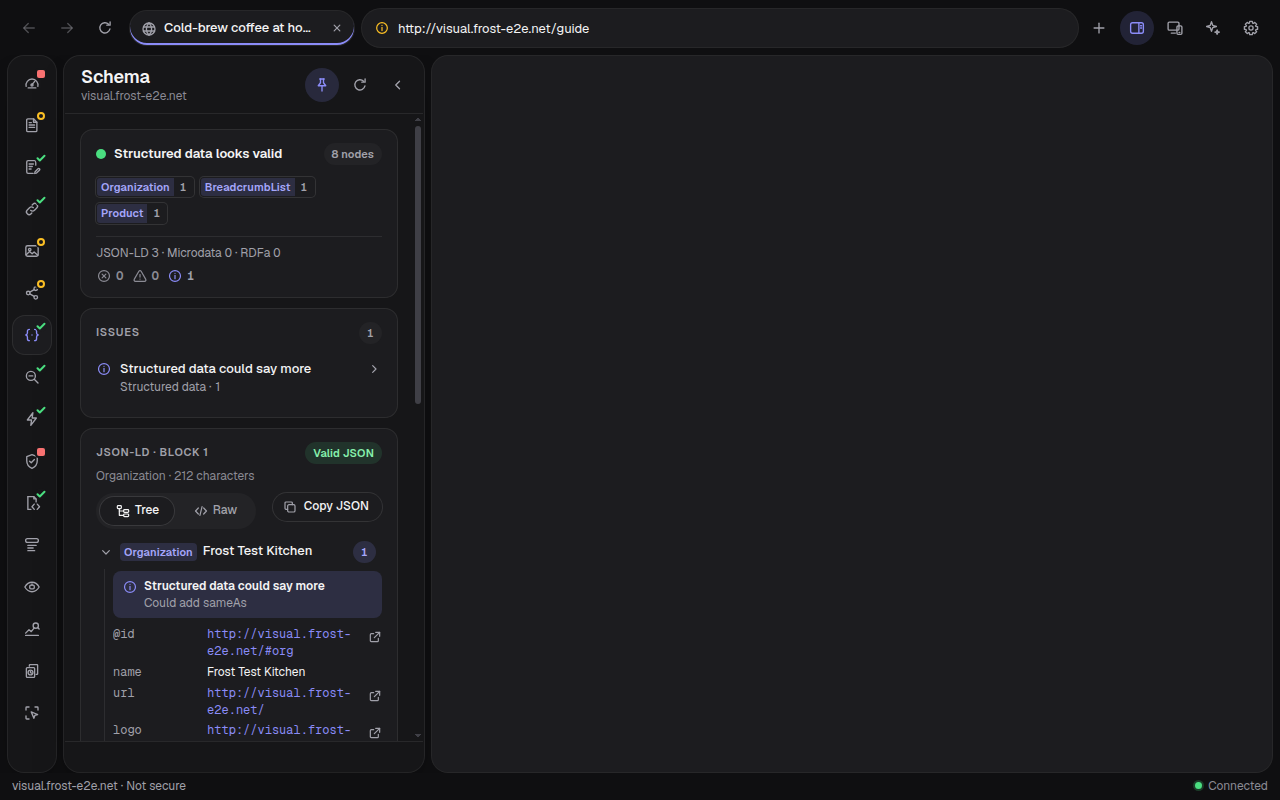 Cold-brew coffee at ho...
http://visual.frost-e2e.net/guide
Schema
visual.frost-e2e.net
Structured data looks valid
8 nodes
Organization 1
BreadcrumbList 1
Product 1
JSON-LD 3 · Microdata 0 · RDFa 0
0 0 1
ISSUES
1
Structured data could say more
Structured data · 1
JSON-LD · BLOCK 1
Valid JSON
Organization · 212 characters
Tree
Raw
Copy JSON
Organization Frost Test Kitchen 1
Structured data could say more
Could add sameAs
@id http://visual.frost-
e2e.net/#org
name Frost Test Kitchen
url http://visual.frost-
e2e.net/
logo http://visual.frost-
visual.frost-e2e.net · Not secure
Connected